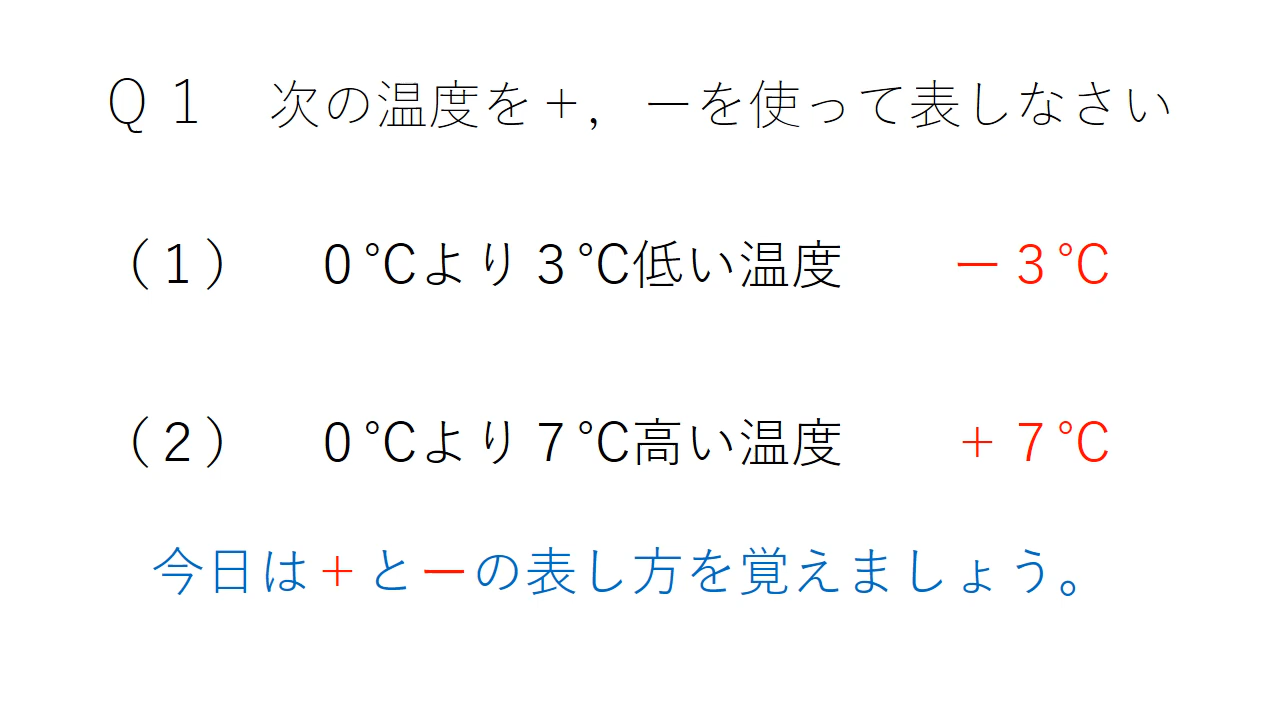 Q1　次の温度を＋，－を使って表しなさい
（１）　０℃より３℃低い温度　－３℃
（２）　０℃より７℃高い温度　＋７℃
今日は＋と－の表し方を覚えましょう。